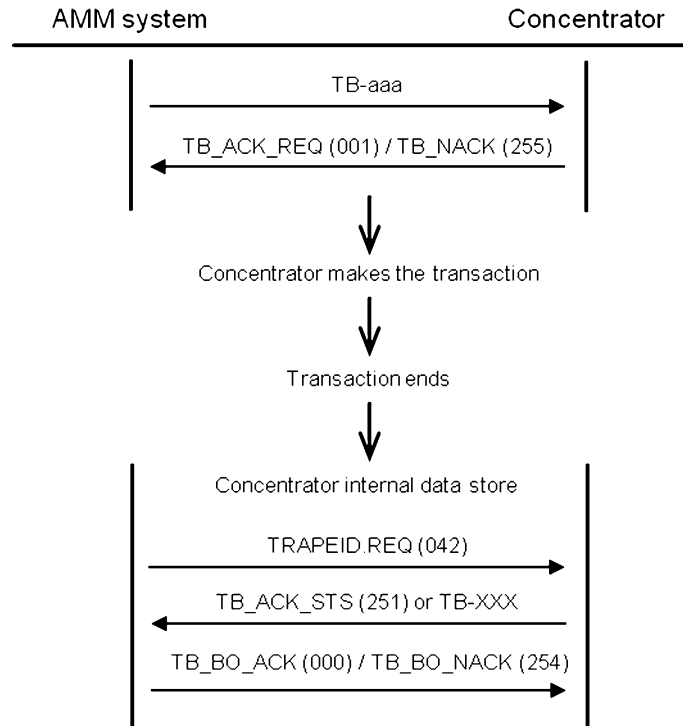 AMM system
Concentrator
TB-aaa
TB_ACK_REQ (001) / TB_NACK (255)
Concentrator makes the transaction
Transaction ends
Concentrator internal data store
TRAPEID.REQ (042)
TB_ACK_STS (251) or TB-XXX
TB_BO_ACK (000) / TB_BO_NACK (254)